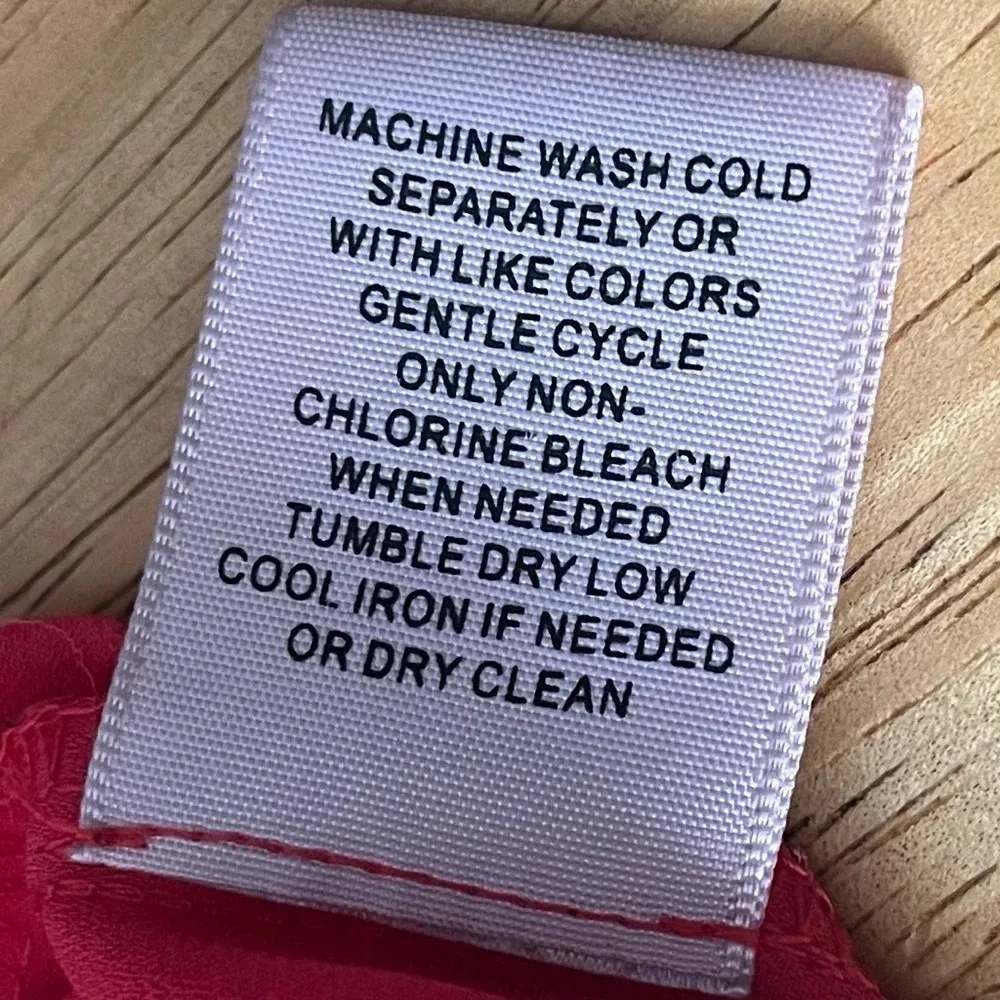 MACHINE WASH COLD
SEPARATELY OR
WITH LIKE COLORS
GENTLE CYCLE
ONLY NON-
CHLORINE BLEACH
WHEN NEEDED
TUMBLE DRY LOW
COOL IRON IF NEEDED
OR DRY CLEAN